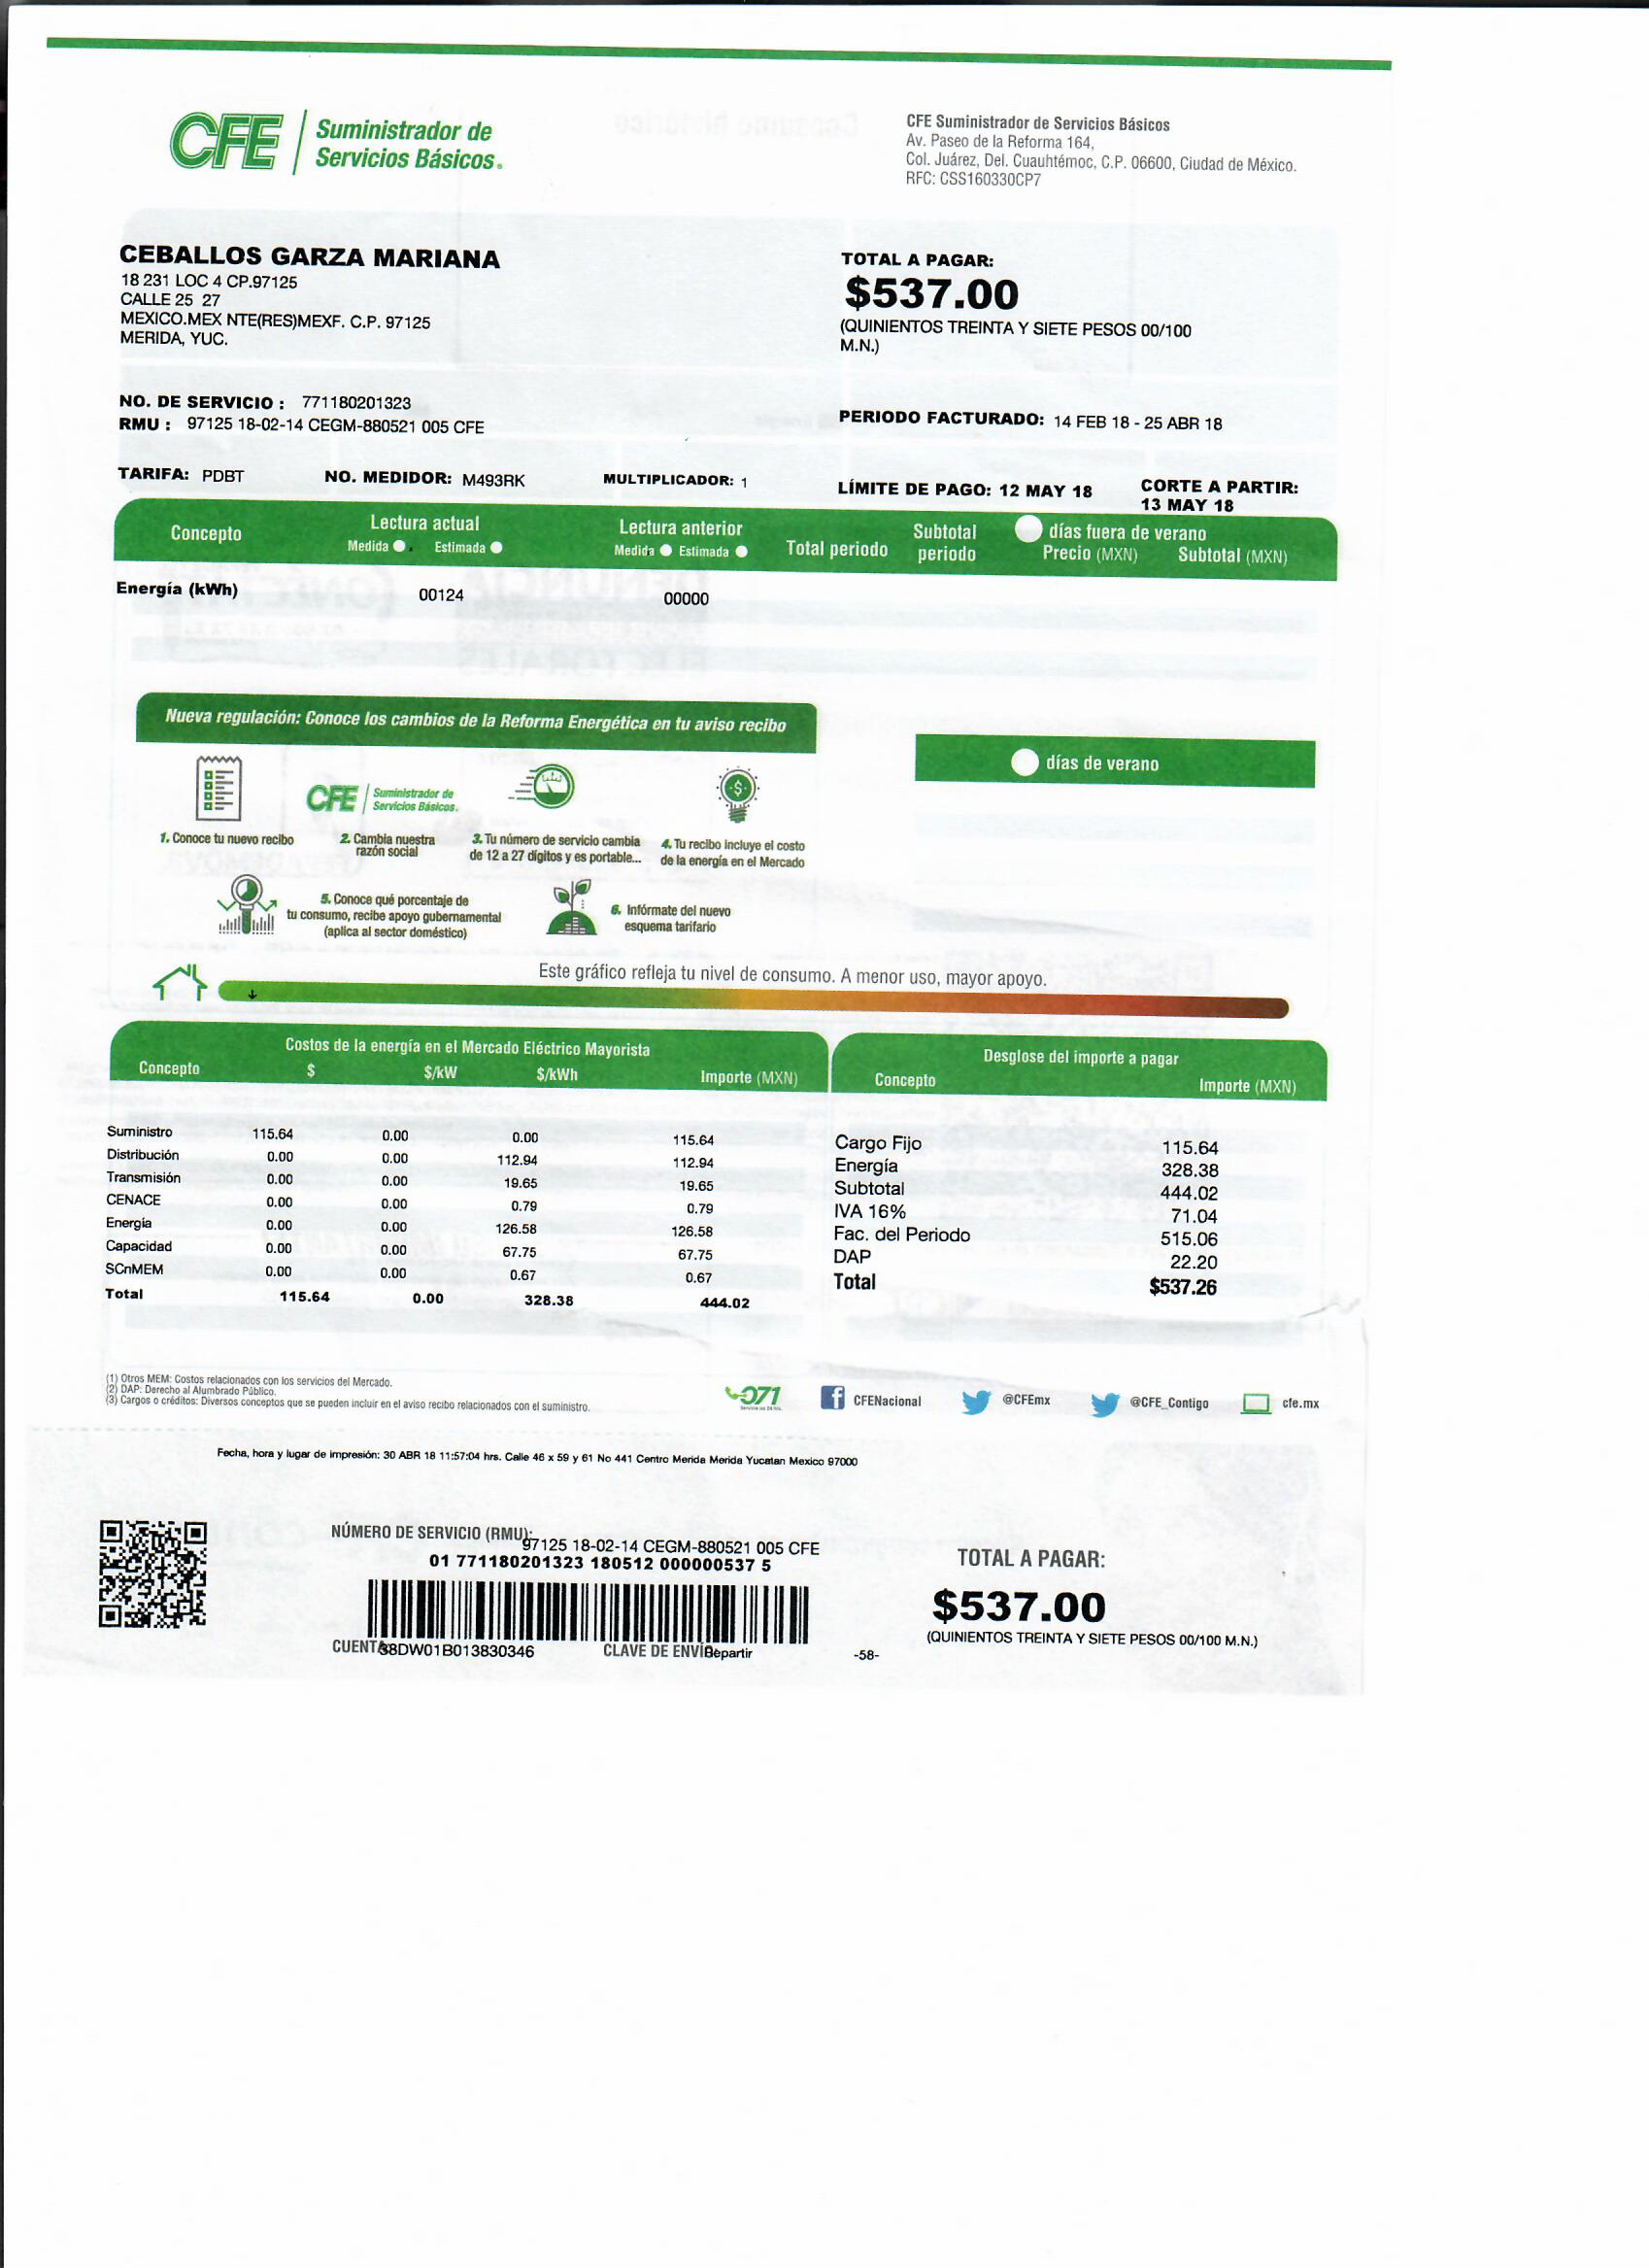 CFE Suministrador de
Servicios Básicos.
CFE Suministrador de Servicios Básicos
Av. Paseo de la Reforma 164,
Col. Juárez, Del. Cuauhtémoc, C.P. 06600, Ciudad de México.
RFC: CSS160330CP7
CEBALLOS GARZA MARIANA
18 231 LOC 4 CP.97125
CALLE 25 27
MEXICO.MEX NTE(RES)MEXF. C.P. 97125
MERIDA, YUC.
TOTAL A PAGAR:
$537.00
(QUINIENTOS TREINTA Y SIETE PESOS 00/100
M.N.)
NO. DE SERVICIO : 771180201323
RMU : 97125 18-02-14 CEGM-880521 005 CFE
PERIODO FACTURADO: 14 FEB 18 - 25 ABR 18
TARIFA: PDBT NO. MEDIDOR: M493RK MULTIPLICADOR: 1
LÍMITE DE PAGO: 12 MAY 18 CORTE A PARTIR:
13 MAY 18
Concepto Lectura actual Lectura anterior Total periodo Subtotal periodo días fuera de verano
Medida Estimada Medida Estimada Precio (MXN) Subtotal (MXN)
Energía (kWh) 00124 00000
Nueva regulación: Conoce los cambios de la Reforma Energética en tu aviso recibo
días de verano
CFE Suministrador de
Servicios Básicos.
1. Conoce tu nuevo recibo
2. Cambia nuestra
razón social
3. Tu número de servicio cambia
de 12 a 27 dígitos y es portable...
4. Tu recibo incluye el costo
de la energía en el Mercado
5. Conoce qué porcentaje de
tu consumo, recibe apoyo gubernamental
(aplica al sector doméstico)
6. Infórmate del nuevo
esquema tarifario
Este gráfico refleja tu nivel de consumo. A menor uso, mayor apoyo.
Costos de la energía en el Mercado Eléctrico Mayorista
Concepto $ $/kW $/kWh Importe (MXN)
Suministro 115.64 0.00 0.00 115.64
Distribución 0.00 0.00 112.94 112.94
Transmisión 0.00 0.00 19.65 19.65
CENACE 0.00 0.00 0.79 0.79
Energía 0.00 0.00 126.58 126.58
Capacidad 0.00 0.00 67.75 67.75
SCnMEM 0.00 0.00 0.67 0.67
Total 115.64 0.00 328.38 444.02
Desglose del importe a pagar
Concepto Importe (MXN)
Cargo Fijo 115.64
Energía 328.38
Subtotal 444.02
IVA 16% 71.04
Fac. del Periodo 515.06
DAP 22.20
Total $537.26
(1) Otros MEM: Costos relacionados con los servicios del Mercado.
(2) DAP: Derecho al Alumbrado Público.
(3) Cargos o créditos: Diversos conceptos que se pueden incluir en el aviso recibo relacionados con el suministro.
071 CFENacional @CFEmx @CFE_Contigo cfe.mx
Fecha, hora y lugar de impresión: 30 ABR 18 11:57:04 hrs. Calle 46 x 59 y 61 No 441 Centro Merida Merida Yucatan Mexico 97000
NÚMERO DE SERVICIO (RMU):
97125 18-02-14 CEGM-880521 005 CFE
01 771180201323 180512 000000537 5
CUENTA 38DW01B013830346 CLAVE DE ENVÍO: Repartir -58-
TOTAL A PAGAR:
$537.00
(QUINIENTOS TREINTA Y SIETE PESOS 00/100 M.N.)